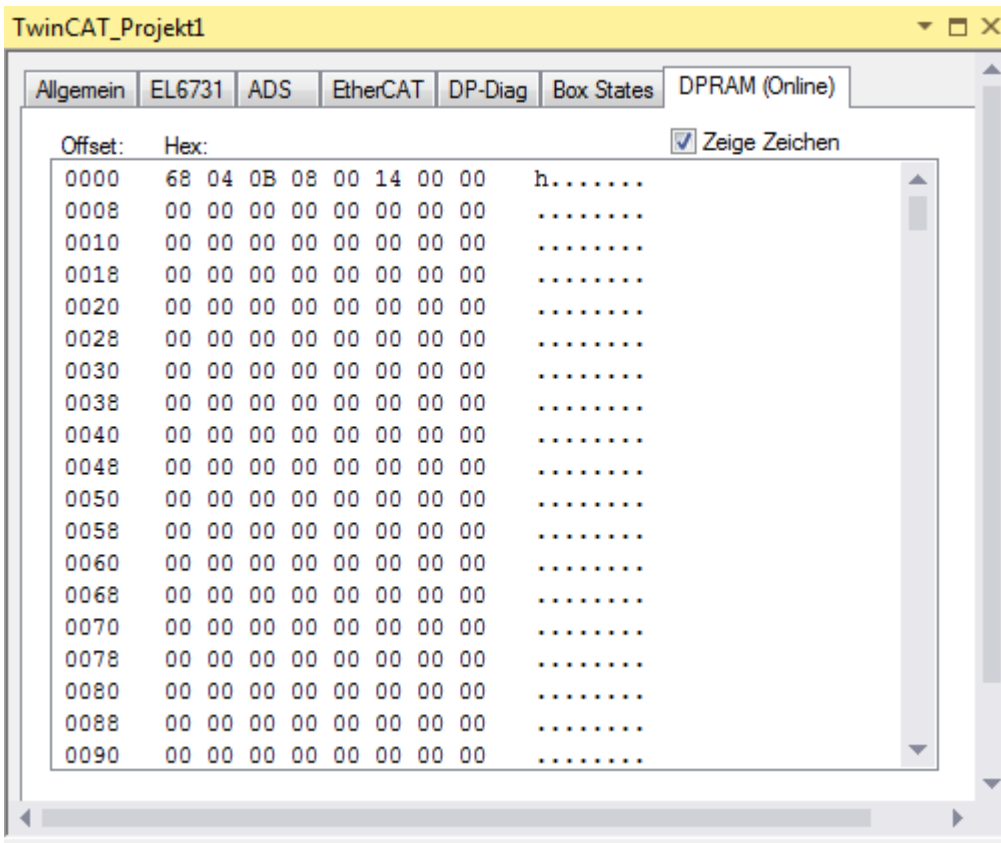 TwinCAT_Projekt1
Allgemein EL6731 ADS EtherCAT DP-Diag Box States DPRAM (Online)
Offset: Hex: Zeige Zeichen
0000 68 04 0B 08 00 14 00 00 h.......
0008 00 00 00 00 00 00 00 00 ........
0010 00 00 00 00 00 00 00 00 ........
0018 00 00 00 00 00 00 00 00 ........
0020 00 00 00 00 00 00 00 00 ........
0028 00 00 00 00 00 00 00 00 ........
0030 00 00 00 00 00 00 00 00 ........
0038 00 00 00 00 00 00 00 00 ........
0040 00 00 00 00 00 00 00 00 ........
0048 00 00 00 00 00 00 00 00 ........
0050 00 00 00 00 00 00 00 00 ........
0058 00 00 00 00 00 00 00 00 ........
0060 00 00 00 00 00 00 00 00 ........
0068 00 00 00 00 00 00 00 00 ........
0070 00 00 00 00 00 00 00 00 ........
0078 00 00 00 00 00 00 00 00 ........
0080 00 00 00 00 00 00 00 00 ........
0088 00 00 00 00 00 00 00 00 ........
0090 00 00 00 00 00 00 00 00 ........